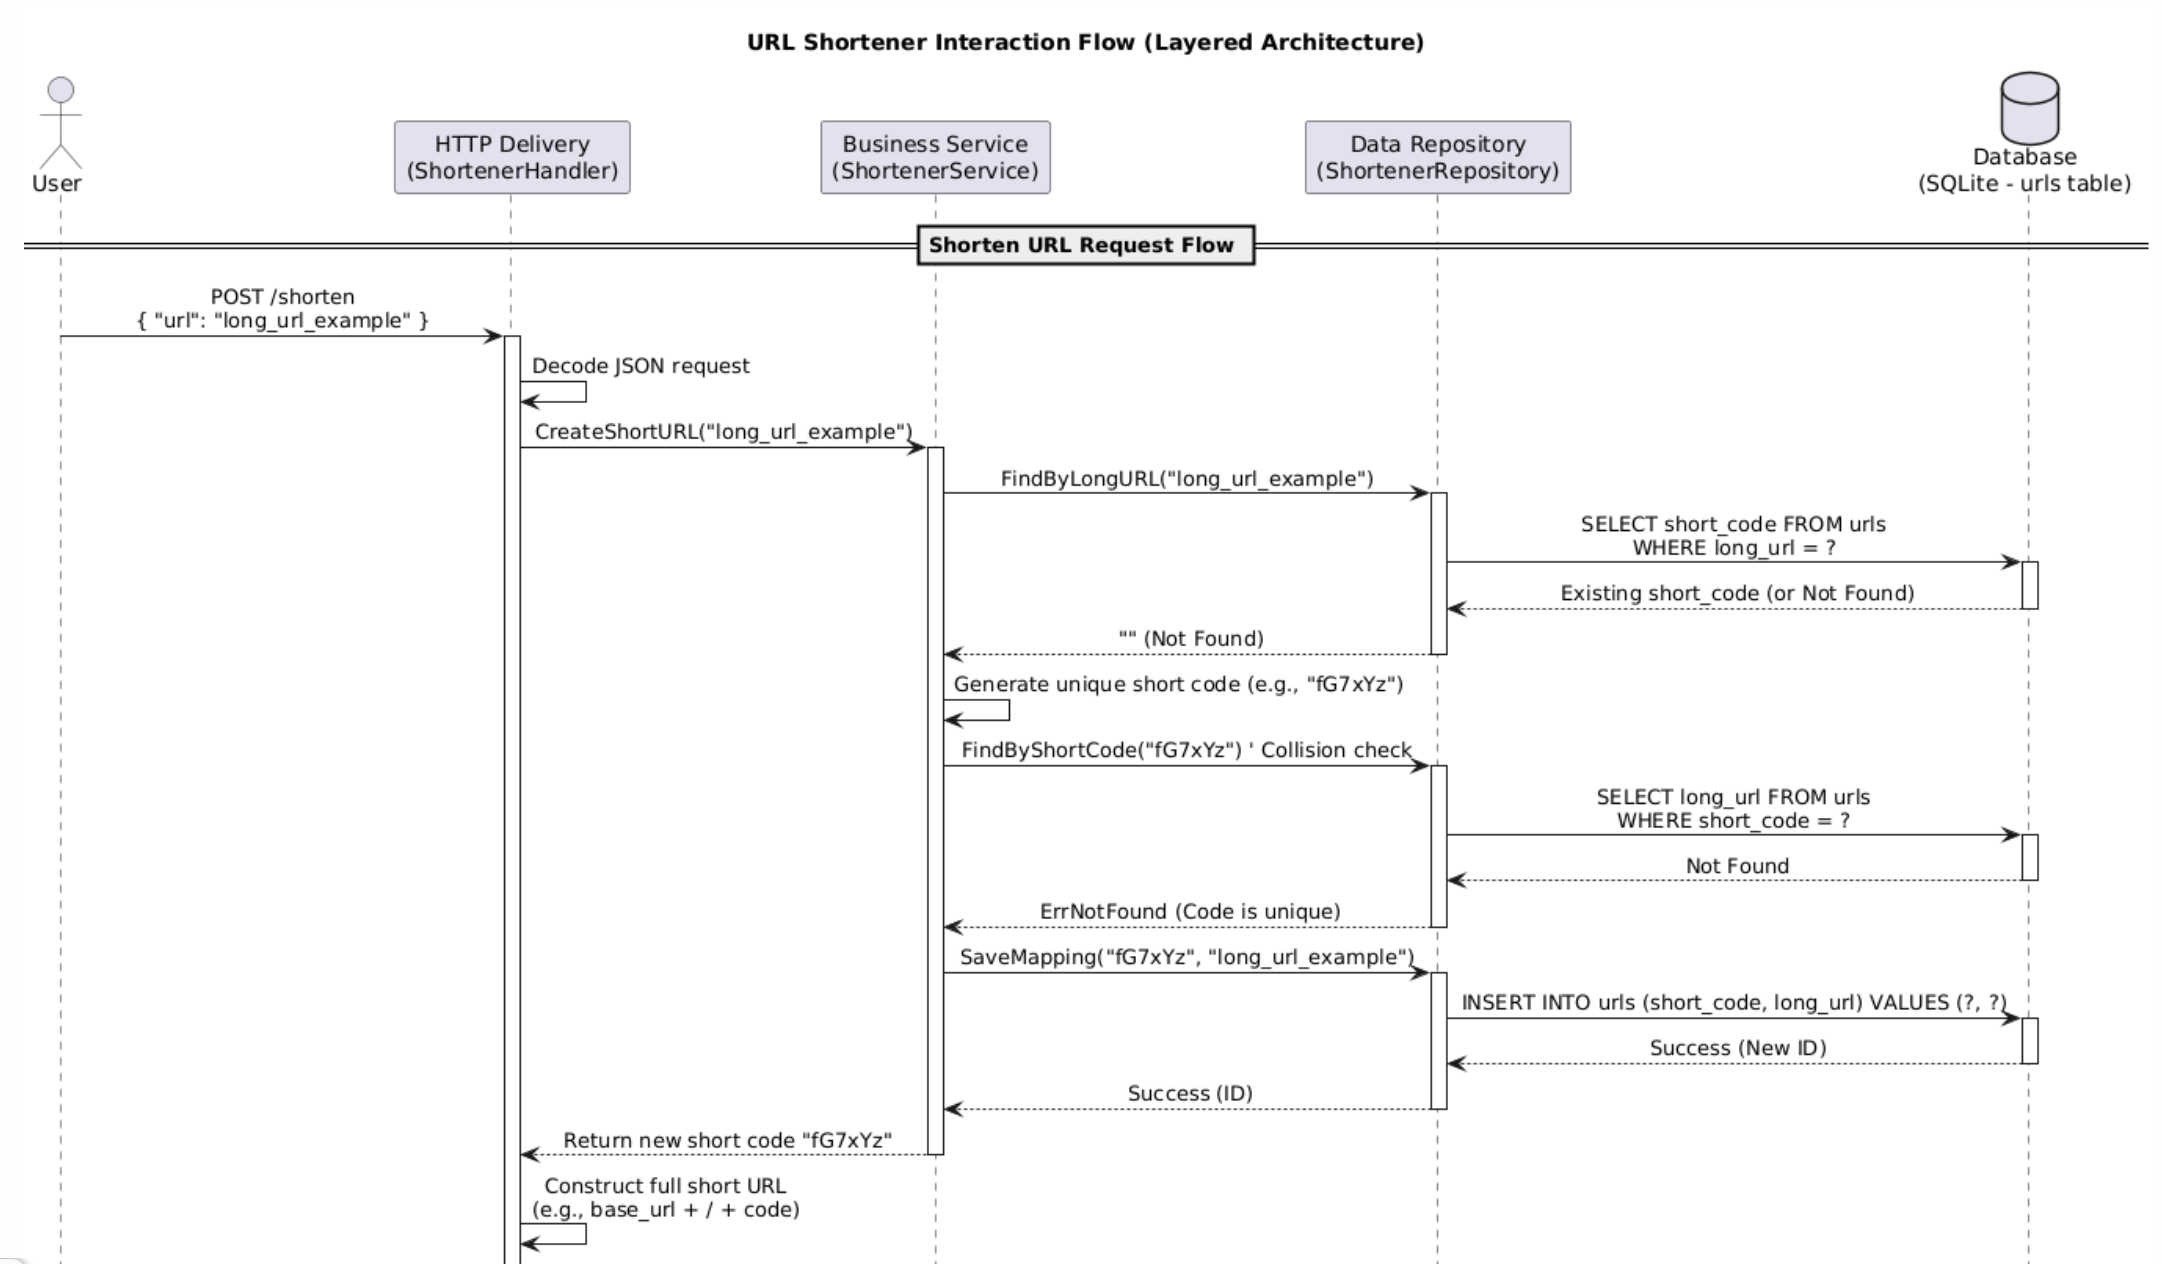 URL Shortener Interaction Flow (Layered Architecture)
User
HTTP Delivery
(ShortenerHandler)
Business Service
(ShortenerService)
Data Repository
(ShortenerRepository)
Database
(SQLite - urls table)
Shorten URL Request Flow
POST /shorten
{ "url": "long_url_example" }
Decode JSON request
CreateShortURL("long_url_example")
FindByLongURL("long_url_example")
SELECT short_code FROM urls
WHERE long_url = ?
Existing short_code (or Not Found)
"" (Not Found)
Generate unique short code (e.g., "fG7xYz")
FindByShortCode("fG7xYz") ' Collision check
SELECT long_url FROM urls
WHERE short_code = ?
Not Found
ErrNotFound (Code is unique)
SaveMapping("fG7xYz", "long_url_example")
INSERT INTO urls (short_code, long_url) VALUES (?, ?)
Success (New ID)
Success (ID)
Return new short code "fG7xYz"
Construct full short URL
(e.g., base_url + / + code)